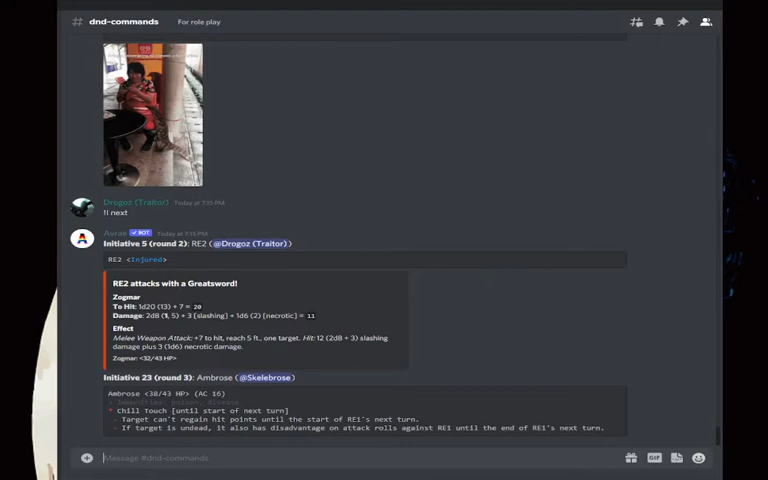 # dnd-commands
For role play
GIF
Drogoz (Traitor) Today at 7:15 PM
!i next
Avrae BOT Today at 7:15 PM
Initiative 5 (round 2): RE2 (@Drogoz (Traitor))
RE2 <Injured>
RE2 attacks with a Greatsword!
Zogmar
To Hit: 1d20 (13) + 7 = 20
Damage: 2d8 (1, 5) + 3 [slashing] + 1d6 (2) [necrotic] = 11
Effect
Melee Weapon Attack: +7 to hit, reach 5 ft., one target. Hit: 12 (2d8 + 3) slashing
damage plus 3 (1d6) necrotic damage.
Zogmar: <32/43 HP>
Initiative 23 (round 3): Ambrose (@Skelebrose)
Ambrose <38/43 HP> (AC 16)
> Immunities: poison, disease
* Chill Touch [until start of next turn]
- Target can't regain hit points until the start of RE1's next turn.
- If target is undead, it also has disadvantage on attack rolls against RE1 until the end of RE1's next turn.
Message #dnd-commands